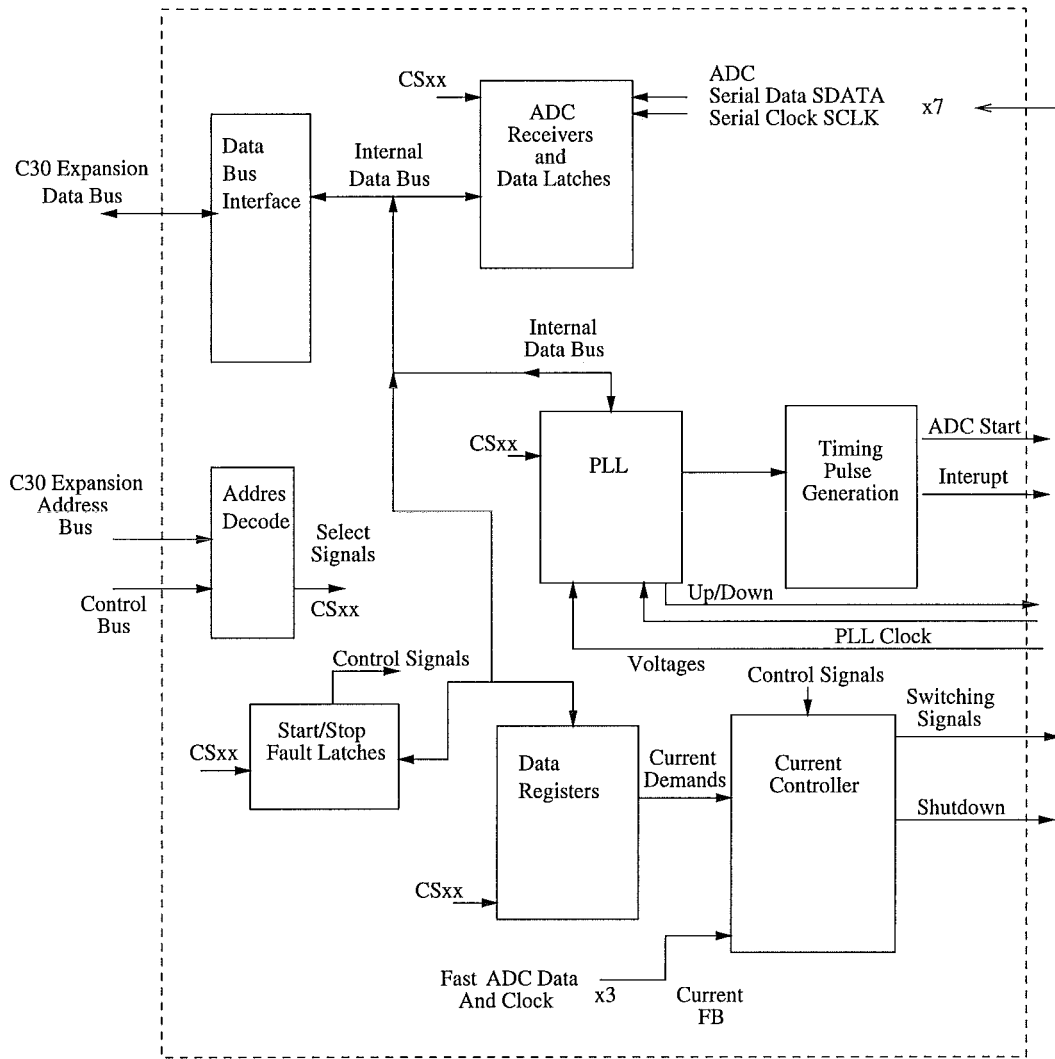 CSxx
ADC
Serial Data SDATA
Serial Clock SCLK
x7
ADC
Receivers
and
Data Latches
Data
Bus
Interface
Internal
Data Bus
C30 Expansion
Data Bus
Internal
Data Bus
CSxx
PLL
Timing
Pulse
Generation
ADC Start
Interupt
C30 Expansion
Address
Bus
Addres
Decode
Select
Signals
CSxx
Control
Bus
Up/Down
PLL Clock
Voltages
Control Signals
Control Signals
Switching
Signals
Start/Stop
Fault Latches
CSxx
Data
Registers
Current
Demands
Current
Controller
Shutdown
CSxx
Fast ADC Data
And Clock
x3
Current
FB